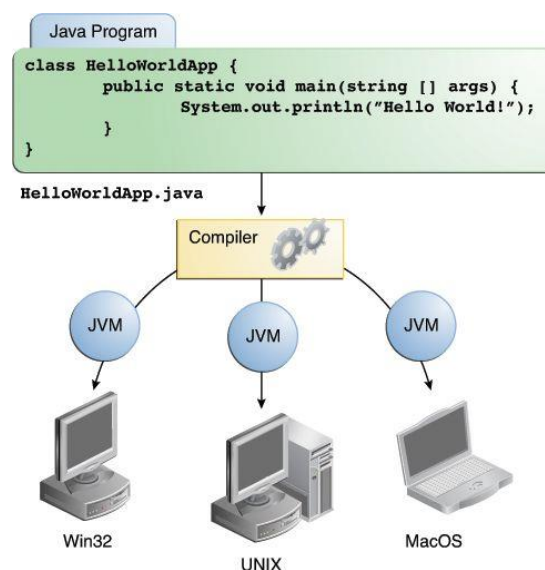 Java Program
class HelloWorldApp {
        public static void main(string [] args) {
                System.out.println("Hello World!");
        }
}
HelloWorldApp.java
Compiler
JVM
JVM
JVM
Win32
UNIX
MacOS